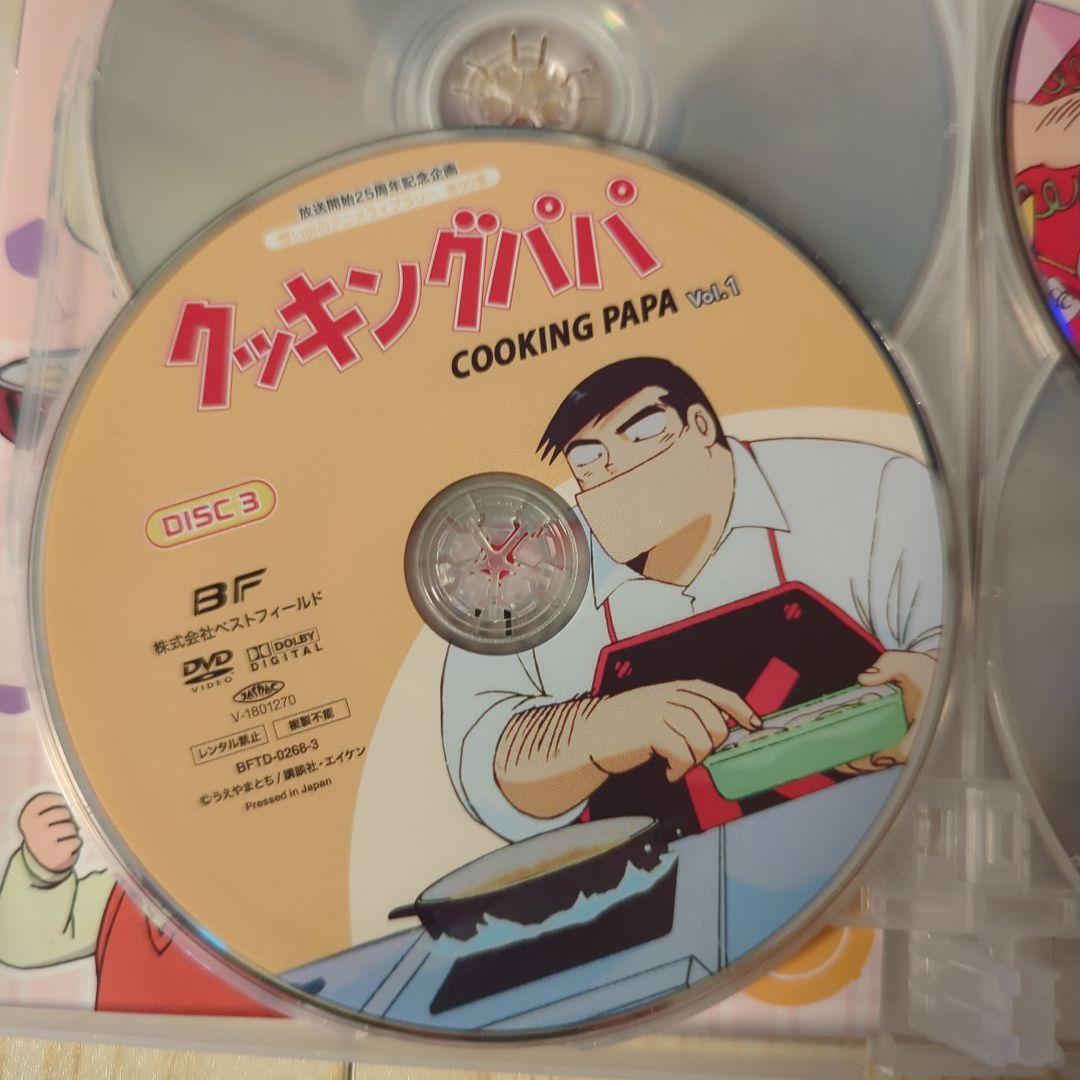 放送開始25周年記念企画
想い出のアニメライブラリー 第90集
クッキングパパ
COOKING PAPA Vol.1
DISC 3
BF
株式会社ベストフィールド
DVD
VIDEO
DOLBY
DIGITAL
JASRAC
V-1801270
レンタル禁止
複製不能
BFTD-0268-3
©うえやまとち/講談社・エイケン
Pressed in Japan